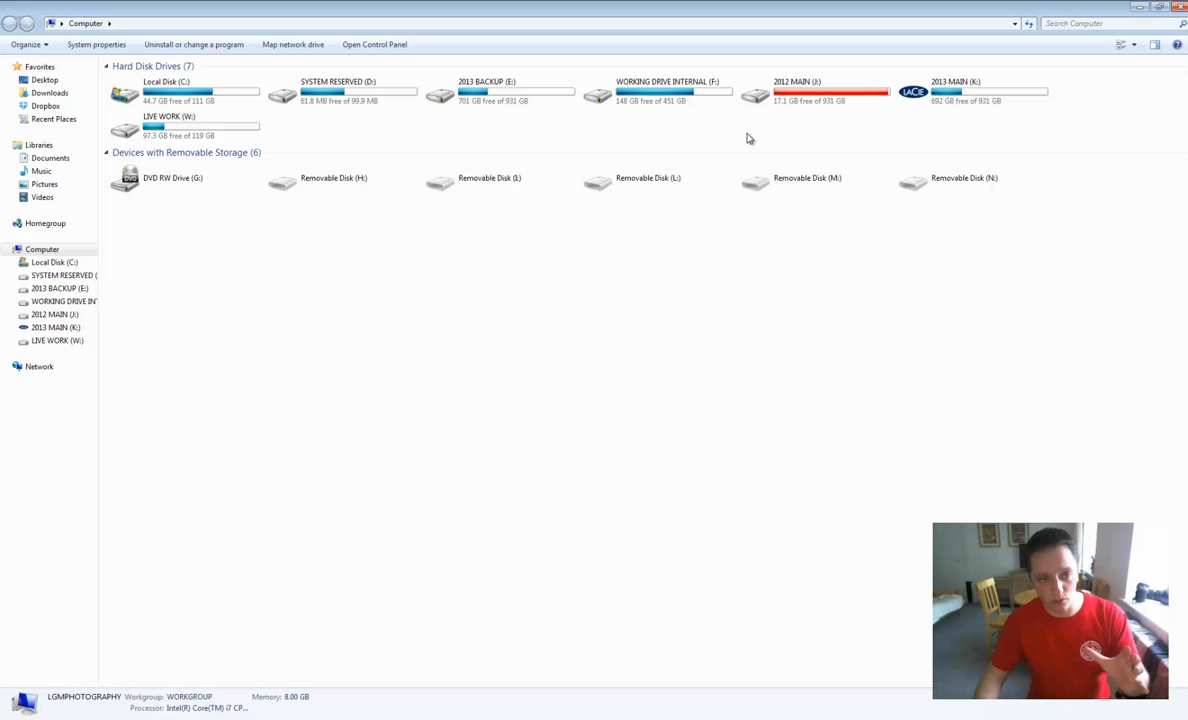 Computer
Search Computer
Organize
System properties
Uninstall or change a program
Map network drive
Open Control Panel
Favorites
Desktop
Downloads
Dropbox
Recent Places
Libraries
Documents
Music
Pictures
Videos
Homegroup
Computer
Local Disk (C:)
SYSTEM RESERVED (
2013 BACKUP (E:)
WORKING DRIVE IN
2012 MAIN (J:)
2013 MAIN (K:)
LIVE WORK (W:)
Network
Hard Disk Drives (7)
Local Disk (C:)
44.7 GB free of 111 GB
SYSTEM RESERVED (D:)
61.8 MB free of 99.9 MB
2013 BACKUP (E:)
701 GB free of 931 GB
WORKING DRIVE INTERNAL (F:)
148 GB free of 451 GB
2012 MAIN (J:)
17.1 GB free of 931 GB
LACIE
2013 MAIN (K:)
692 GB free of 931 GB
LIVE WORK (W:)
97.3 GB free of 119 GB
Devices with Removable Storage (6)
DVD
DVD RW Drive (G:)
Removable Disk (H:)
Removable Disk (I:)
Removable Disk (L:)
Removable Disk (M:)
Removable Disk (N:)
LGMPHOTOGRAPHY Workgroup: WORKGROUP Memory: 8.00 GB
Processor: Intel(R) Core(TM) i7 CP...